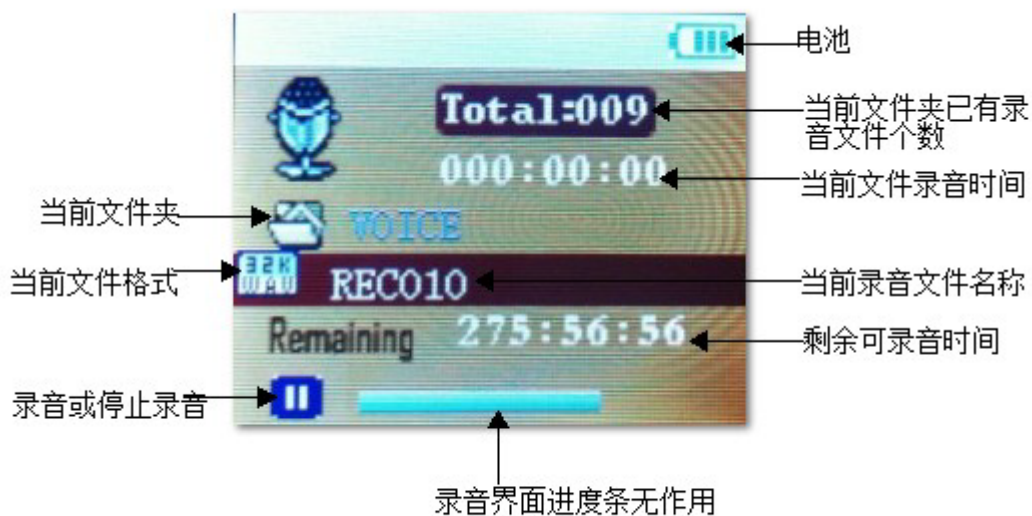 电池
Total:009
当前文件夹已有录
音文件个数
000:00:00
当前文件录音时间
当前文件夹
VOICE
当前文件格式
32K
WAV
REC010
当前录音文件名称
Remaining
275:56:56
剩余可录音时间
录音或停止录音
录音界面进度条无作用